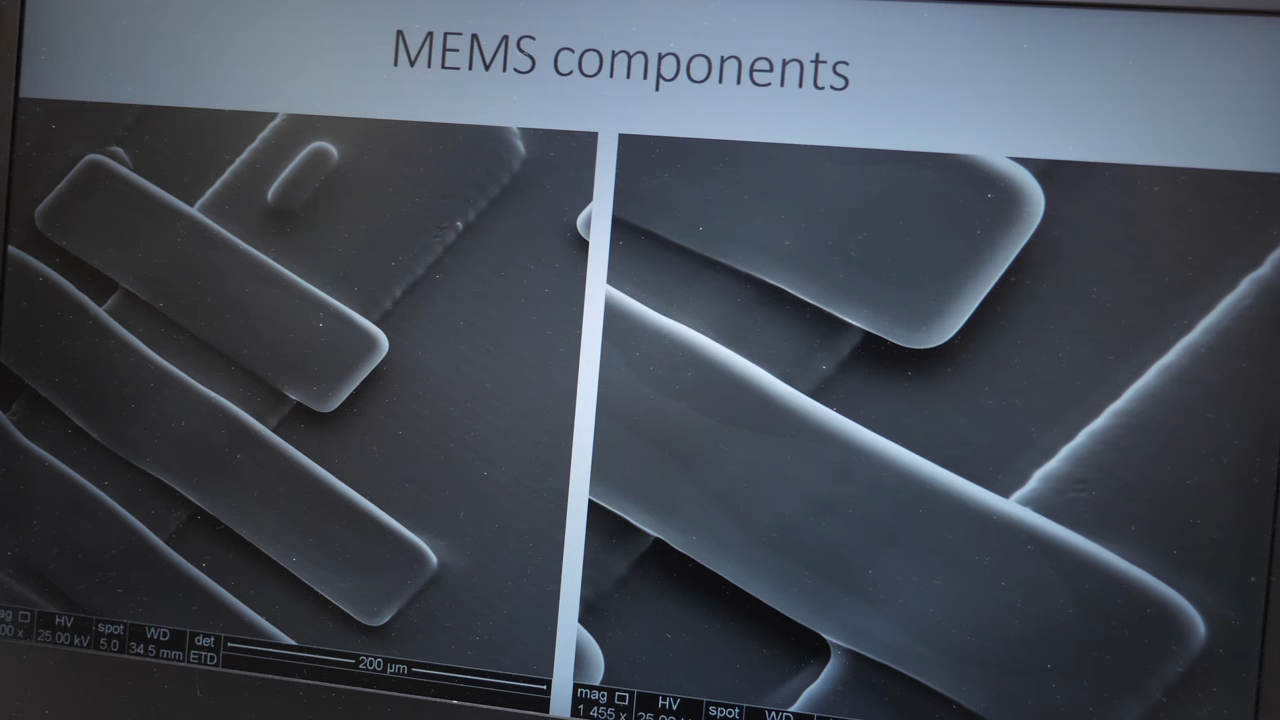 MEMS components
HV spot WD det
00 x 25.00 kV 5.0 34.5 mm ETD 200 µm
mag HV spot WD
1 455 x